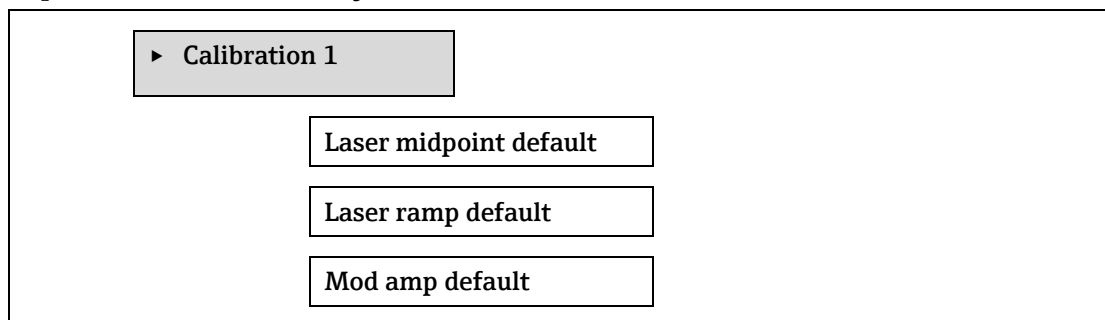 ▸ Calibration 1
Laser midpoint default
Laser ramp default
Mod amp default